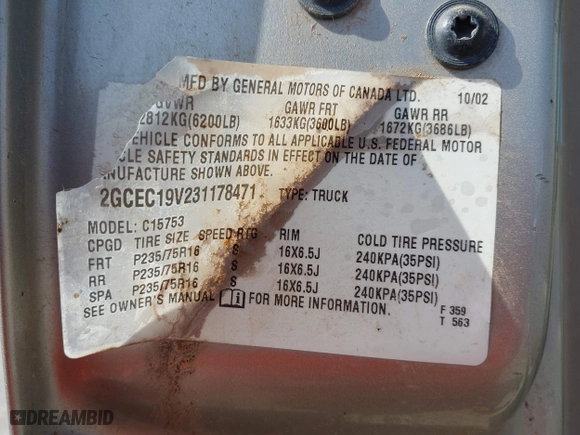 MFD BY GENERAL MOTORS OF CANADA LTD. 10/02
GVWR GAWR FRT GAWR RR
2812KG(6200LB) 1633KG(3600LB) 1672KG(3686LB)
VEHICLE CONFORMS TO ALL APPLICABLE U.S. FEDERAL MOTOR
CLE SAFETY STANDARDS IN EFFECT ON THE DATE OF
ANUFACTURE SHOWN ABOVE.
2GCEC19V231178471 TYPE: TRUCK
MODEL: C15753
CPGD TIRE SIZE SPEED RTG RIM COLD TIRE PRESSURE
FRT P235/75R16 S 16X6.5J 240KPA(35PSI)
RR P235/75R16 S 16X6.5J 240KPA(35PSI)
SPA P235/75R16 S 16X6.5J 240KPA(35PSI)
SEE OWNER'S MANUAL FOR MORE INFORMATION.
F 359
T 563
DREAMBID